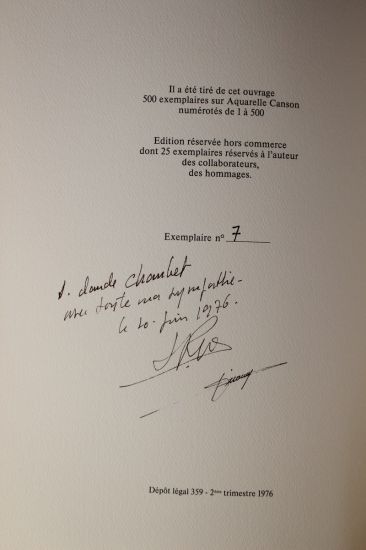 Il a été tiré de cet ouvrage
500 exemplaires sur Aquarelle Canson
numérotés de 1 à 500
Edition réservée hors commerce
dont 25 exemplaires réservés à l'auteur
des collaborateurs,
des hommages.
Exemplaire nº 7
claude Chambet
avec toute ma sympathie -
le 20 juin 1976.
Dépôt légal 359 - 2ème trimestre 1976